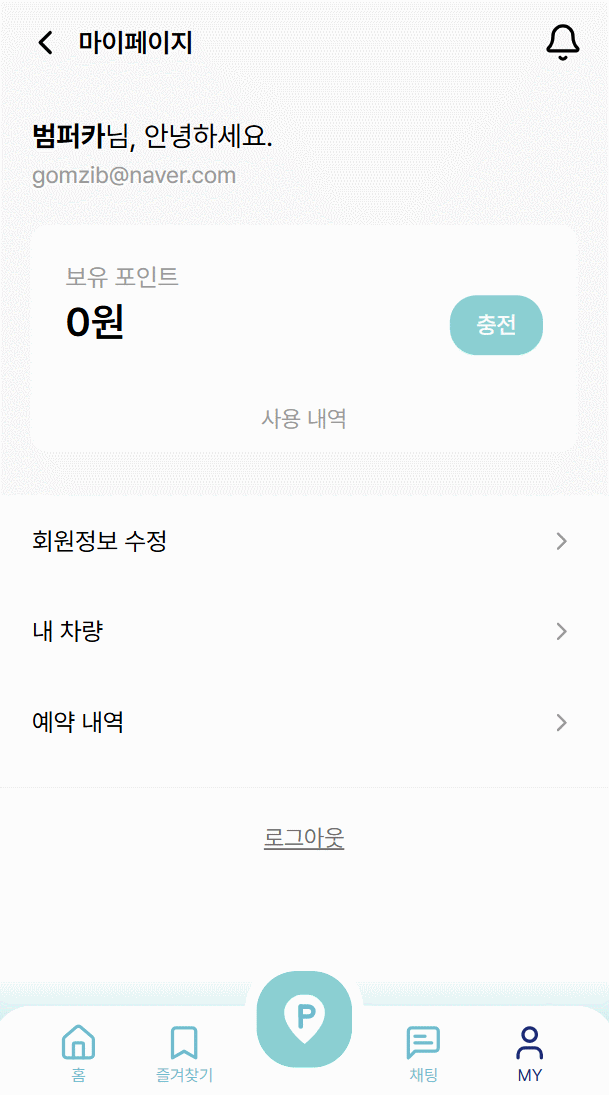 마이페이지
범퍼카님, 안녕하세요.
gomzib@naver.com
보유 포인트
0원
충전
사용 내역
회원정보 수정
내 차량
예약 내역
로그아웃
P
홈
즐겨찾기
채팅
MY